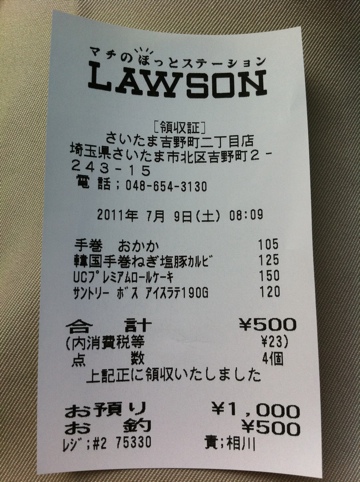 マチのほっとステーション
LAWSON
[領収証]
さいたま吉野町二丁目店
埼玉県さいたま市北区吉野町2-
243-15
電話;048-654-3130
2011年 7月 9日(土) 08:09
手巻 おかか 105
韓国手巻ねぎ塩豚カルビ 125
UCプレミアムロールケーキ 150
サントリー ボス アイスラテ190G 120
合計 ¥500
(内消費税等 ¥23)
点数 4個
上記正に領収いたしました
お預り ¥1,000
お釣 ¥500
レジ;#2 75330 責;相川